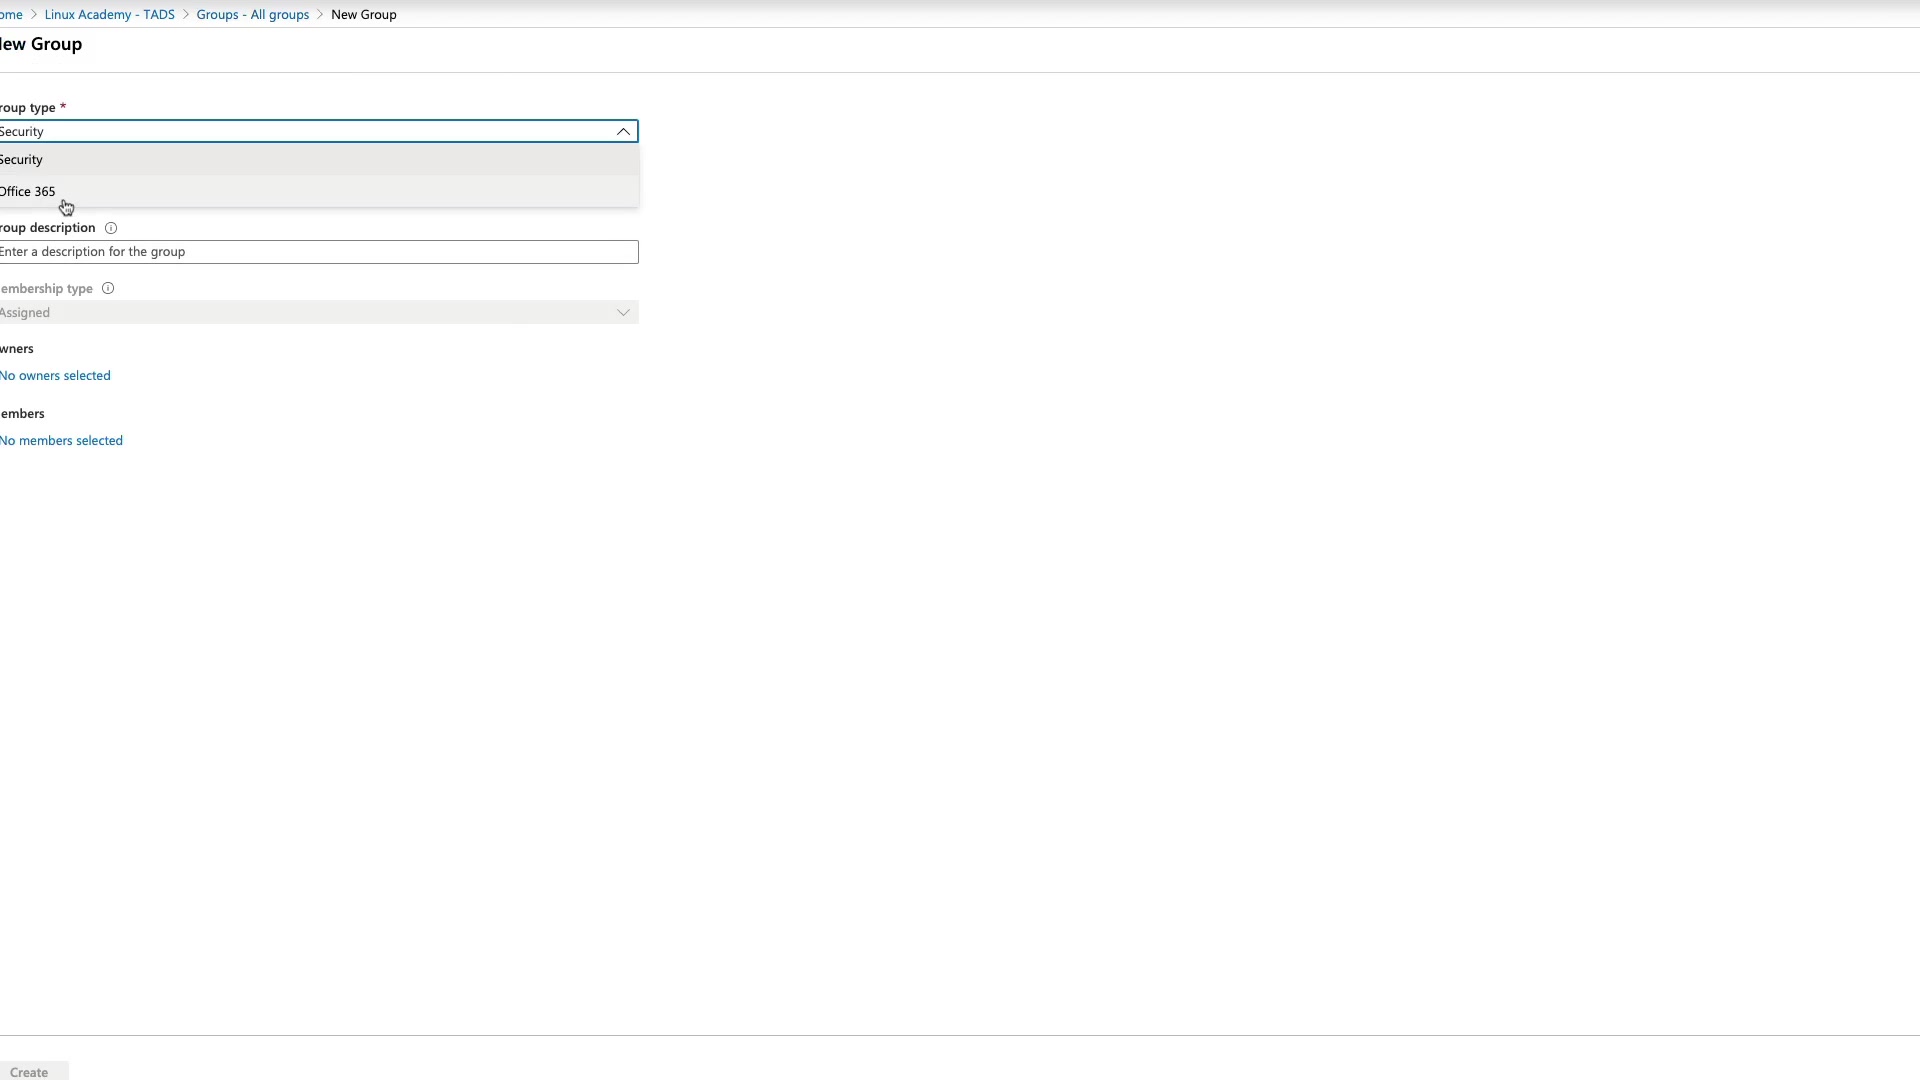 ome > Linux Academy - TADS > Groups - All groups > New Group
ew Group
roup type *
Security
Security
Office 365
roup description
Enter a description for the group
embership type
Assigned
wners
No owners selected
embers
No members selected
Create